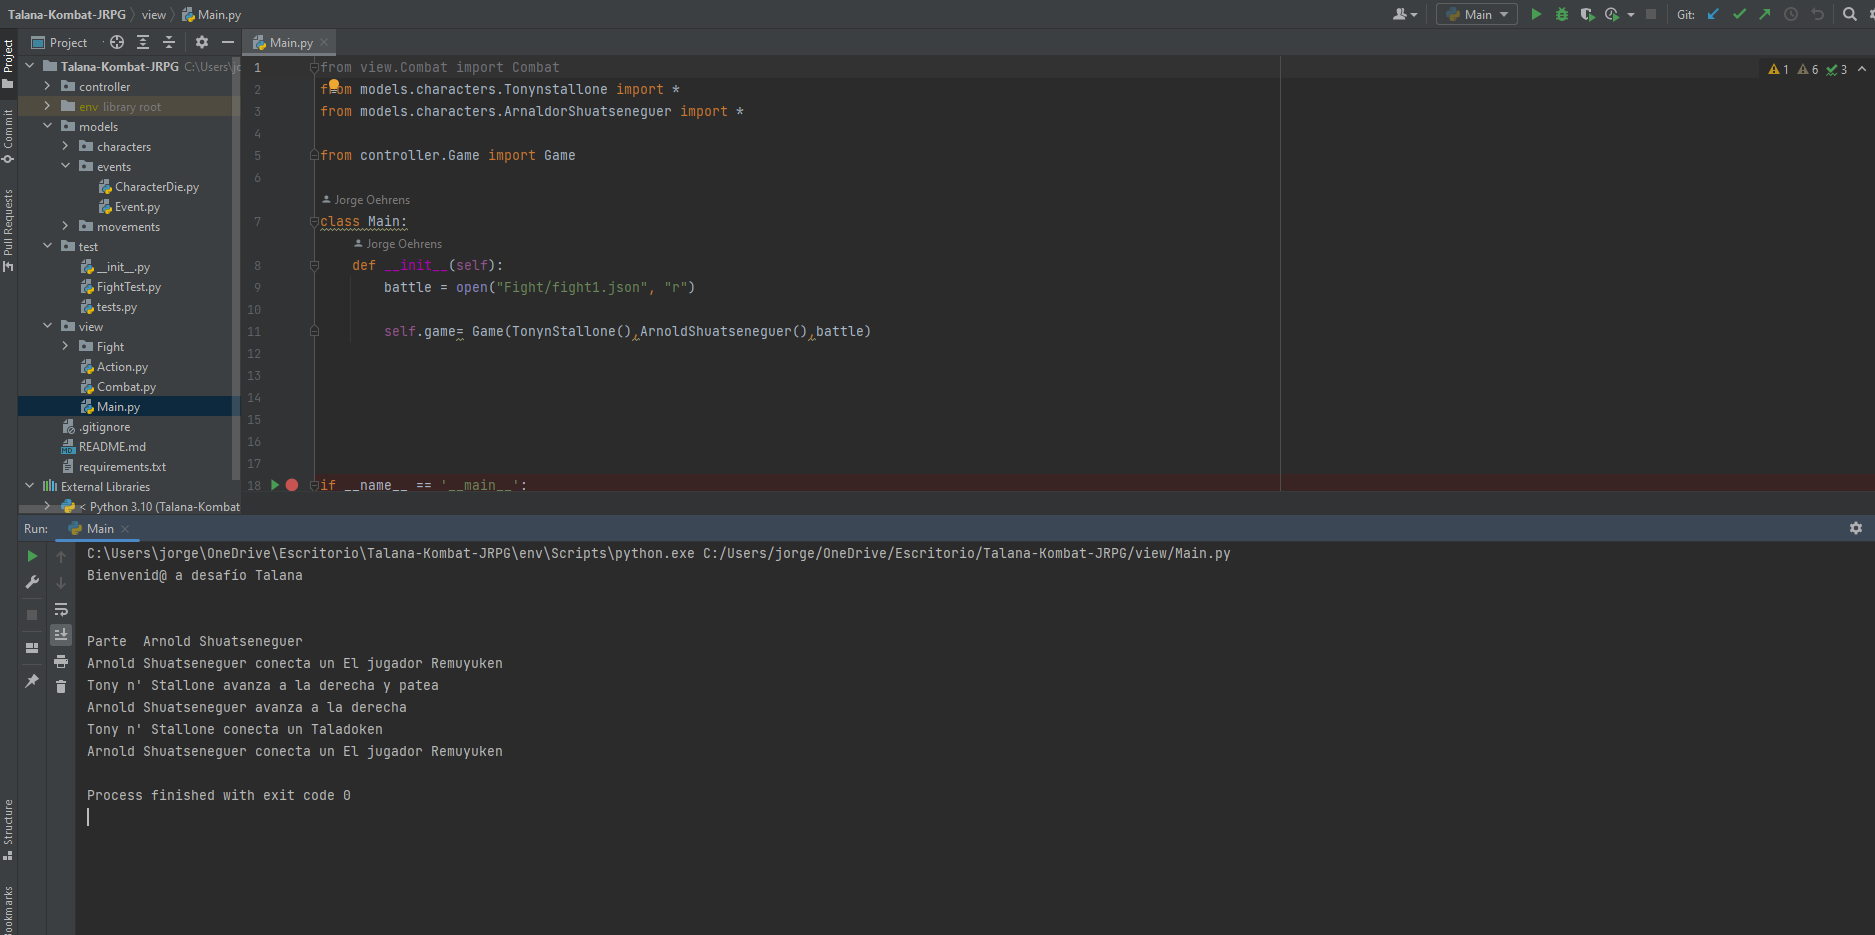 Talana-Kombat-JRPG view Main.py
Main Git:
Project
Main.py
Project
Commit
Pull Requests
Structure
Bookmarks
Talana-Kombat-JRPG C:\Users\jo
controller
env library root
models
characters
events
CharacterDie.py
Event.py
movements
test
__init__.py
FightTest.py
tests.py
view
Fight
Action.py
Combat.py
Main.py
.gitignore
README.md
requirements.txt
External Libraries
< Python 3.10 (Talana-Kombat
1 6 3
1 from view.Combat import Combat
2 from models.characters.Tonynstallone import *
3 from models.characters.ArnaldorShuatseneguer import *
4
5 from controller.Game import Game
6
Jorge Oehrens
7 class Main:
Jorge Oehrens
8 def __init__(self):
9 battle = open("Fight/fight1.json", "r")
10
11 self.game= Game(TonynStallone(),ArnoldShuatseneguer(),battle)
12
13
14
15
16
17
18 if __name__ == '__main__':
Run: Main
C:\Users\jorge\OneDrive\Escritorio\Talana-Kombat-JRPG\env\Scripts\python.exe C:/Users/jorge/OneDrive/Escritorio/Talana-Kombat-JRPG/view/Main.py
Bienvenid@ a desafío Talana
Parte  Arnold Shuatseneguer
Arnold Shuatseneguer conecta un El jugador Remuyuken
Tony n' Stallone avanza a la derecha y patea
Arnold Shuatseneguer avanza a la derecha
Tony n' Stallone conecta un Taladoken
Arnold Shuatseneguer conecta un El jugador Remuyuken
Process finished with exit code 0